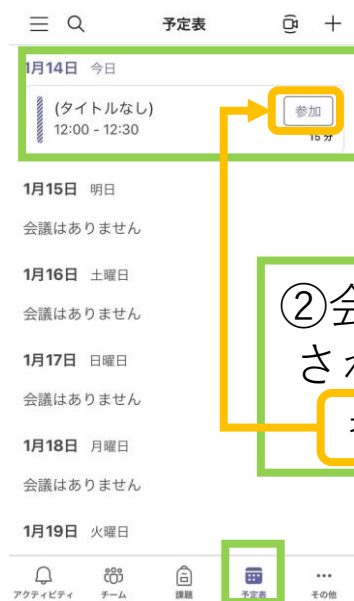 予定表
1月14日 今日
(タイトルなし)
12:00 - 12:30
参加
15 分
1月15日 明日
会議はありません
1月16日 土曜日
会議はありません
1月17日 日曜日
会議はありません
1月18日 月曜日
会議はありません
1月19日 火曜日
②会
さ
アクティビティ チーム 課題 予定表 その他